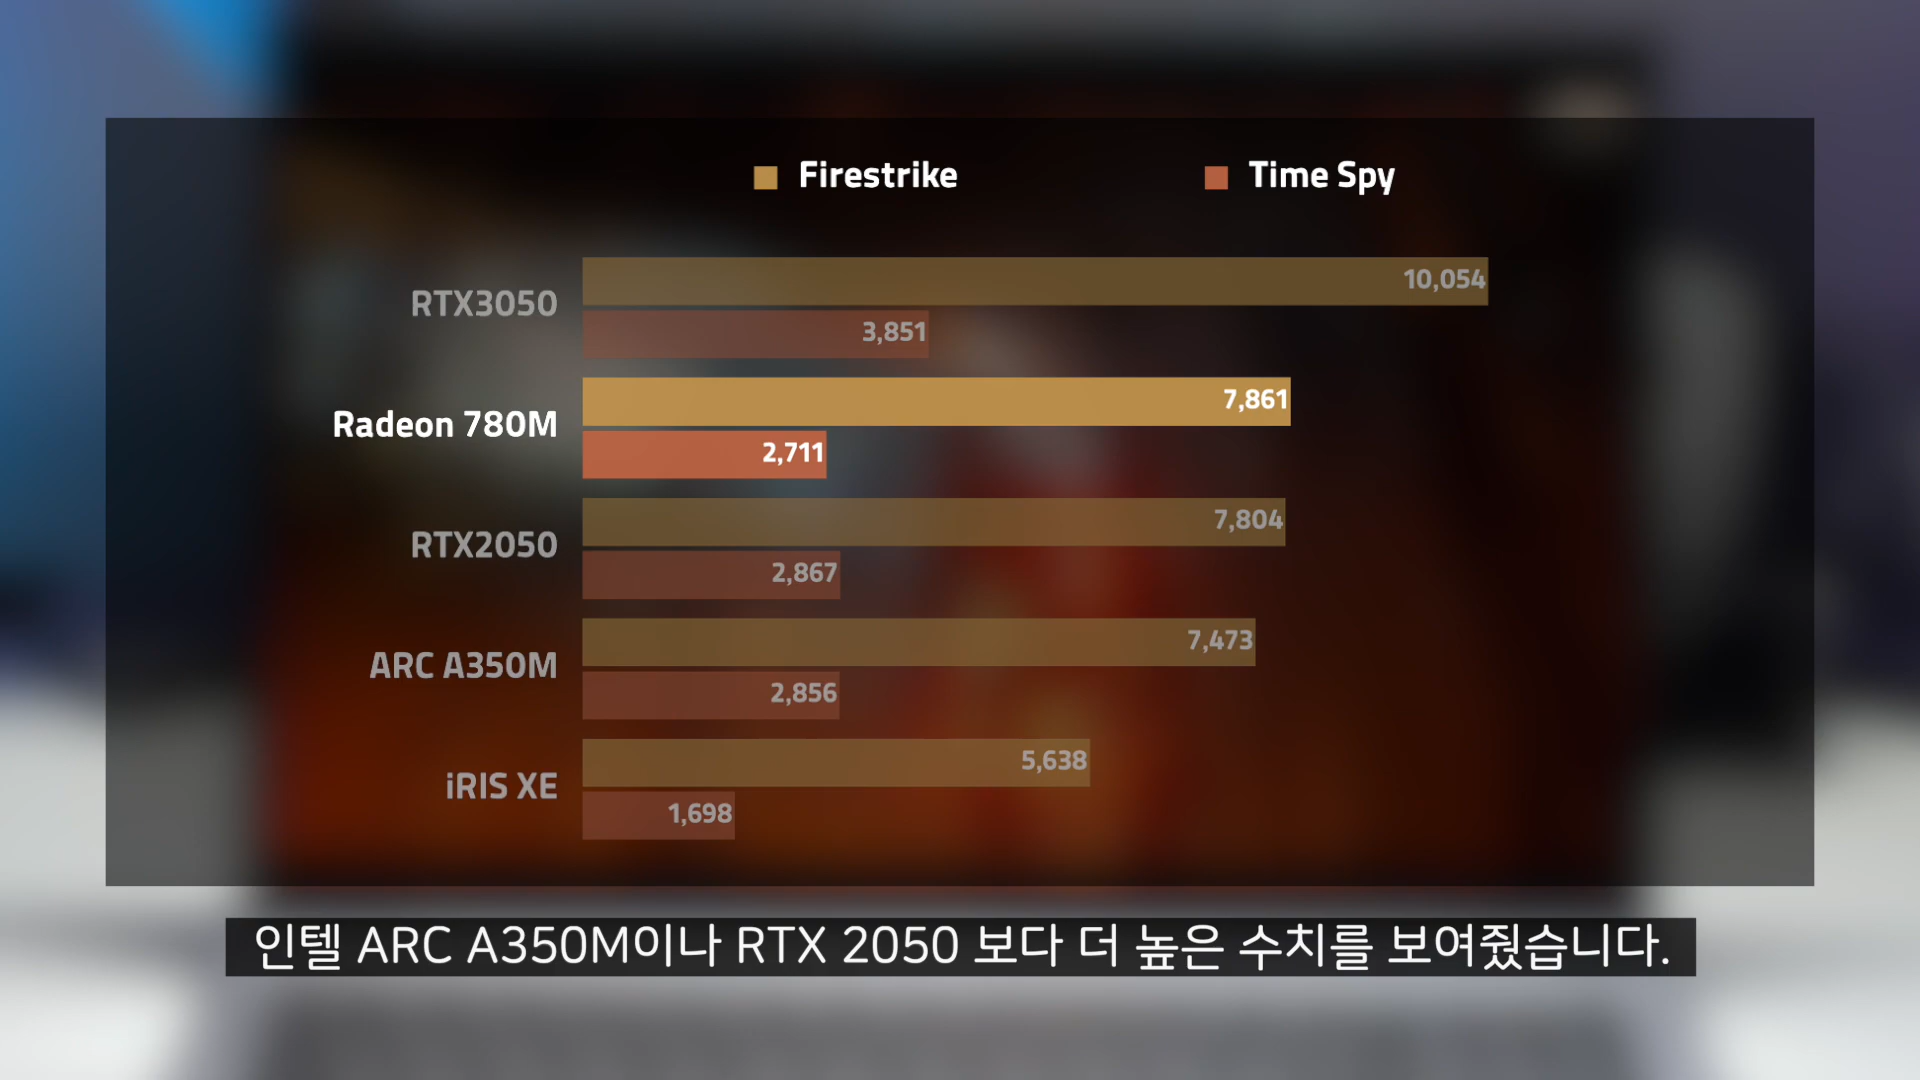 Firestrike
Time Spy
RTX3050
10,054
3,851
Radeon 780M
7,861
2,711
RTX2050
7,804
2,867
ARC A350M
7,473
2,856
iRIS XE
5,638
1,698
인텔 ARC A350M이나 RTX 2050 보다 더 높은 수치를 보여줬습니다.